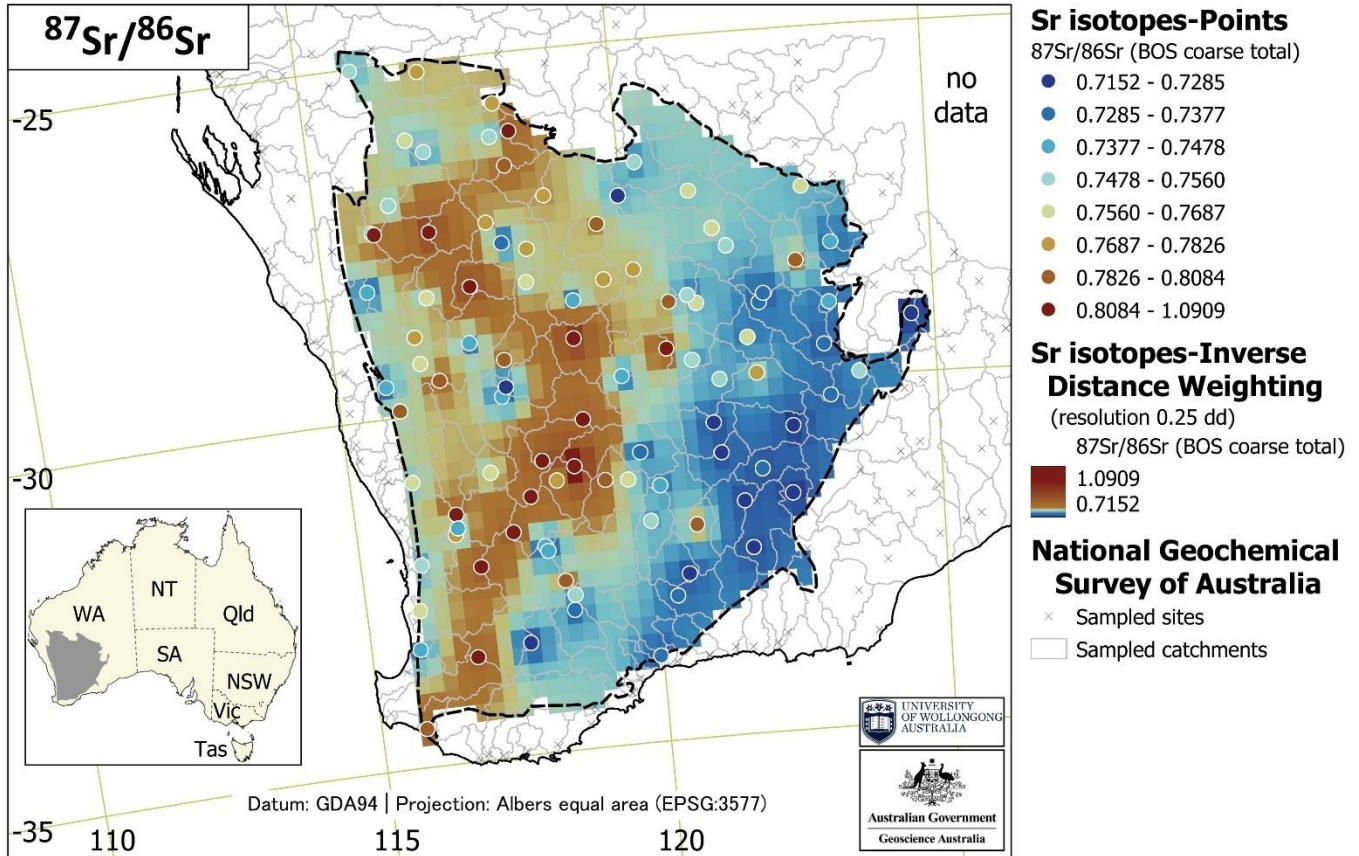 ⁸⁷Sr/⁸⁶Sr
no
data
-25
-30
-35
110
115
120
NT
WA
Qld
SA
NSW
Vic
Tas
Datum: GDA94 | Projection: Albers equal area (EPSG:3577)
UNIVERSITY
OF WOLLONGONG
AUSTRALIA
Australian Government
Geoscience Australia
Sr isotopes-Points
87Sr/86Sr (BOS coarse total)
0.7152 - 0.7285
0.7285 - 0.7377
0.7377 - 0.7478
0.7478 - 0.7560
0.7560 - 0.7687
0.7687 - 0.7826
0.7826 - 0.8084
0.8084 - 1.0909
Sr isotopes-Inverse
Distance Weighting
(resolution 0.25 dd)
87Sr/86Sr (BOS coarse total)
1.0909
0.7152
National Geochemical
Survey of Australia
Sampled sites
Sampled catchments